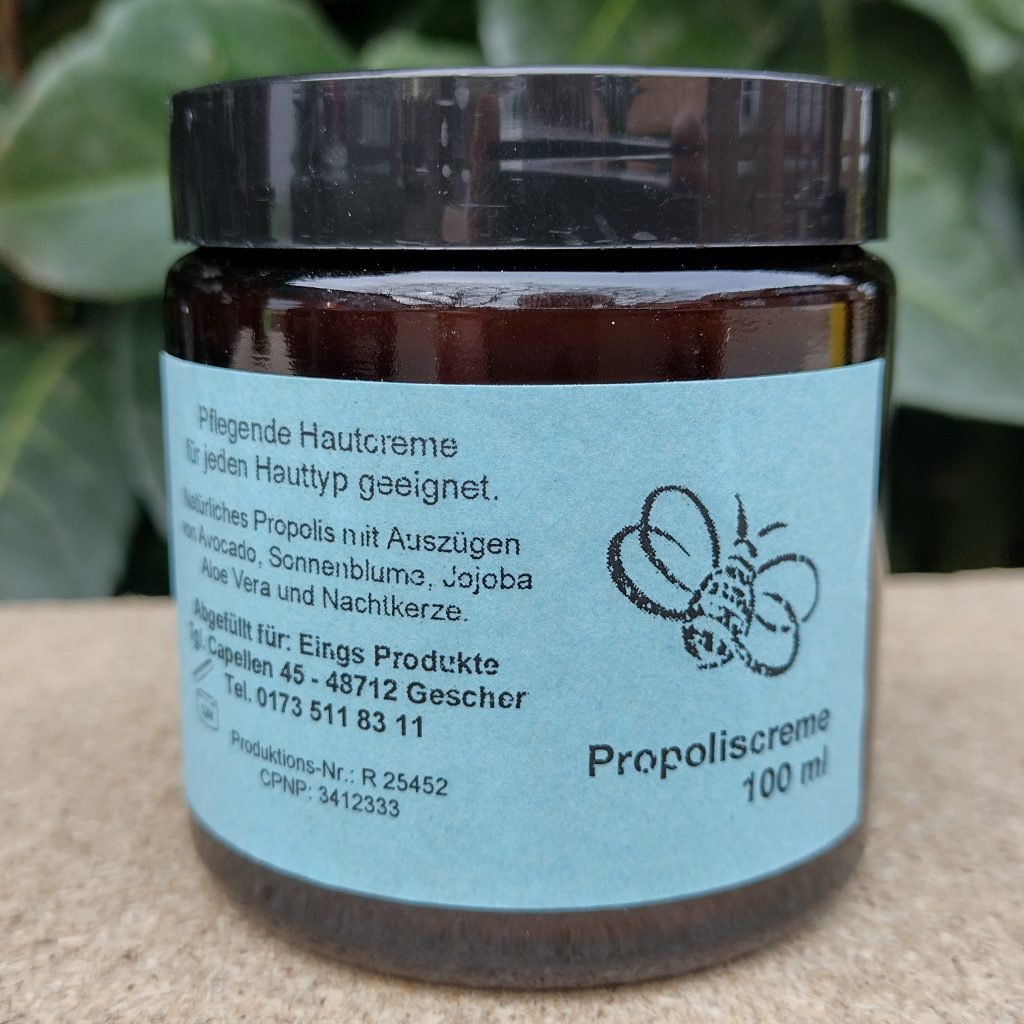 Pflegende Hautcreme
für jeden Hauttyp geeignet.
Natürliches Propolis mit Auszügen
von Avocado, Sonnenblume, Jojoba
Aloe Vera und Nachtkerze.
Abgefüllt für: Eings Produkte
Tgl. Capellen 45 - 48712 Gescher
Tel. 0173 511 83 11
Produktions-Nr.: R 25452
CPNP: 3412333
Propoliscreme
100 ml